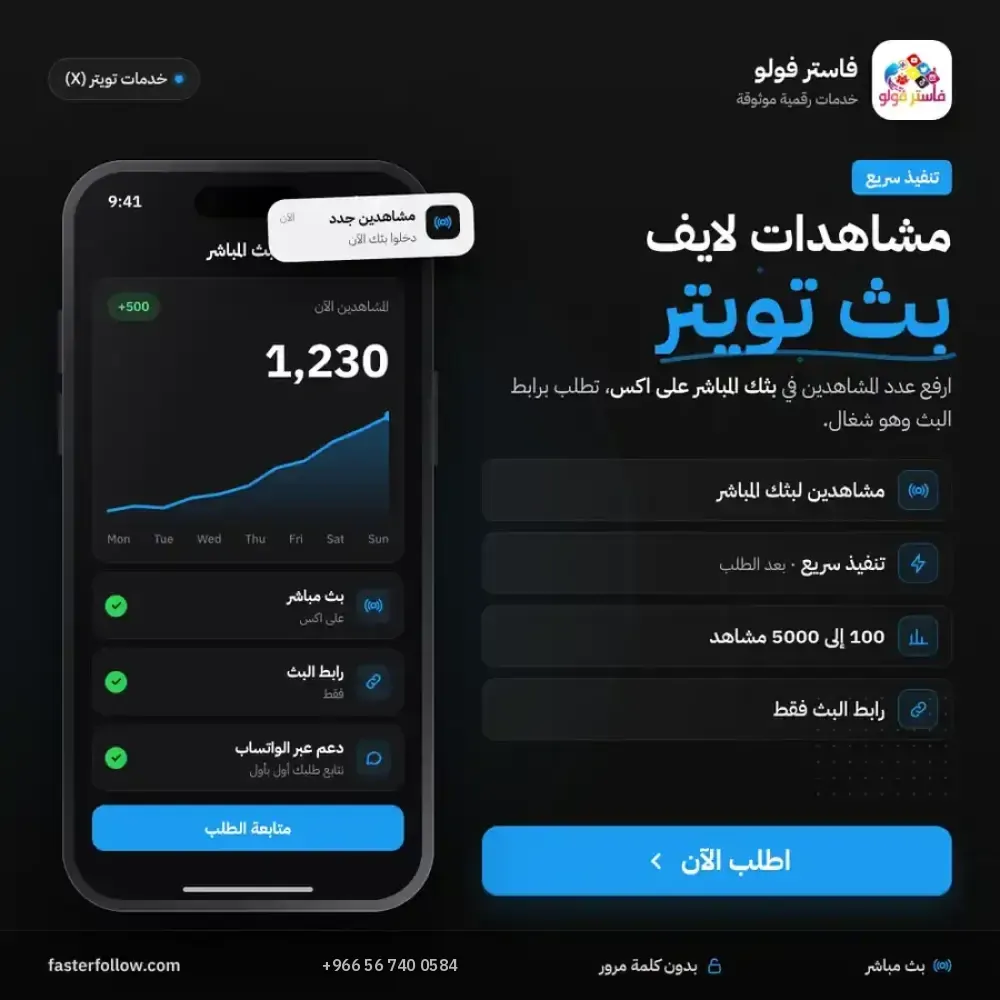 فاستر فولو
خدمات رقمية موثوقة
فاستر فولو
خدمات تويتر (X)
تنفيذ سريع
مشاهدات لايف
بث تويتر
ارفع عدد المشاهدين في بثك المباشر على اكس، تطلب برابط
البث وهو شغال.
مشاهدين لبثك المباشر
تنفيذ سريع · بعد الطلب
100 إلى 5000 مشاهد
رابط البث فقط
اطلب الآن
9:41
مشاهدين جدد
الآن
دخلوا بثك الآن
بث المباشر
المشاهدين الآن
+500
1,230
Mon Tue Wed Thu Fri Sat Sun
بث مباشر
على اكس
رابط البث
فقط
دعم عبر الواتساب
نتابع طلبك أول بأول
متابعة الطلب
بث مباشر
بدون كلمة مرور
+966 56 740 0584
fasterfollow.com